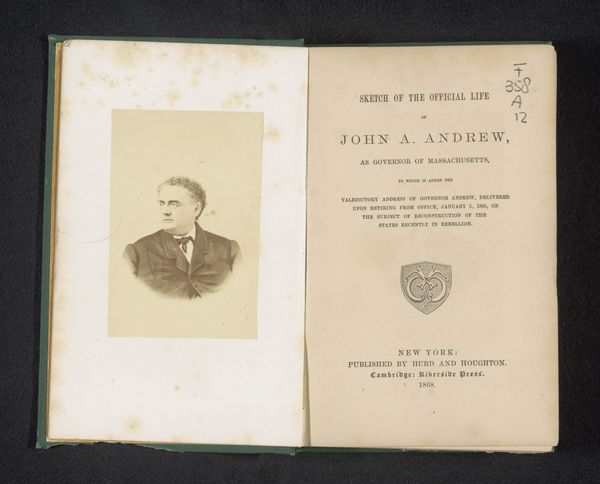 Ŧ
358
A
12
SKETCH OF THE OFFICIAL LIFE
OF
JOHN A. ANDREW,
AS GOVERNOR OF MASSACHUSETTS,
TO WHICH IS ADDED THE
VALEDICTORY ADDRESS OF GOVERNOR ANDREW, DELIVERED
UPON RETIRING FROM OFFICE, JANUARY 5, 1866, ON
THE SUBJECT OF RECONSTRUCTION OF THE
STATES RECENTLY IN REBELLION.
NEW YORK:
PUBLISHED BY HURD AND HOUGHTON.
Cambridge: Riverside Press.
1868.